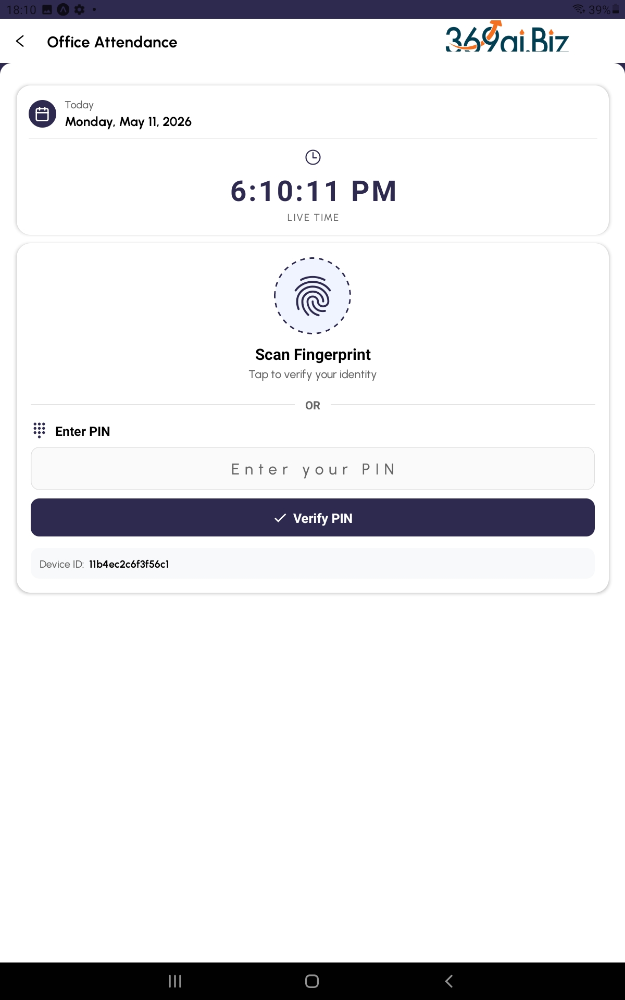 18:10
39%
Office Attendance
369ai.Biz
Today
Monday, May 11, 2026
6:10:11 PM
LIVE TIME
Scan Fingerprint
Tap to verify your identity
OR
Enter PIN
Enter your PIN
Verify PIN
Device ID: 11b4ec2c6f3f56c1